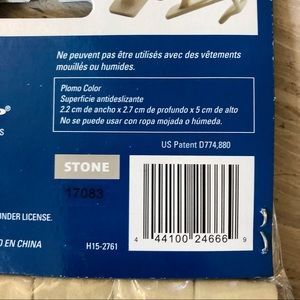 Ne peuvent pas être utilisés avec des vêtements
mouillés ou humides.
Plomo Color
Superficie antideslizante
2.2 cm de ancho x 2.7 cm de profundo x 5 cm de alto
No se puede usar con ropa mojada o húmeda.
US Patent D774,880
STONE
17083
UNDER LICENSE.
O EN CHINA
H15-2761
4 44100 24666 9